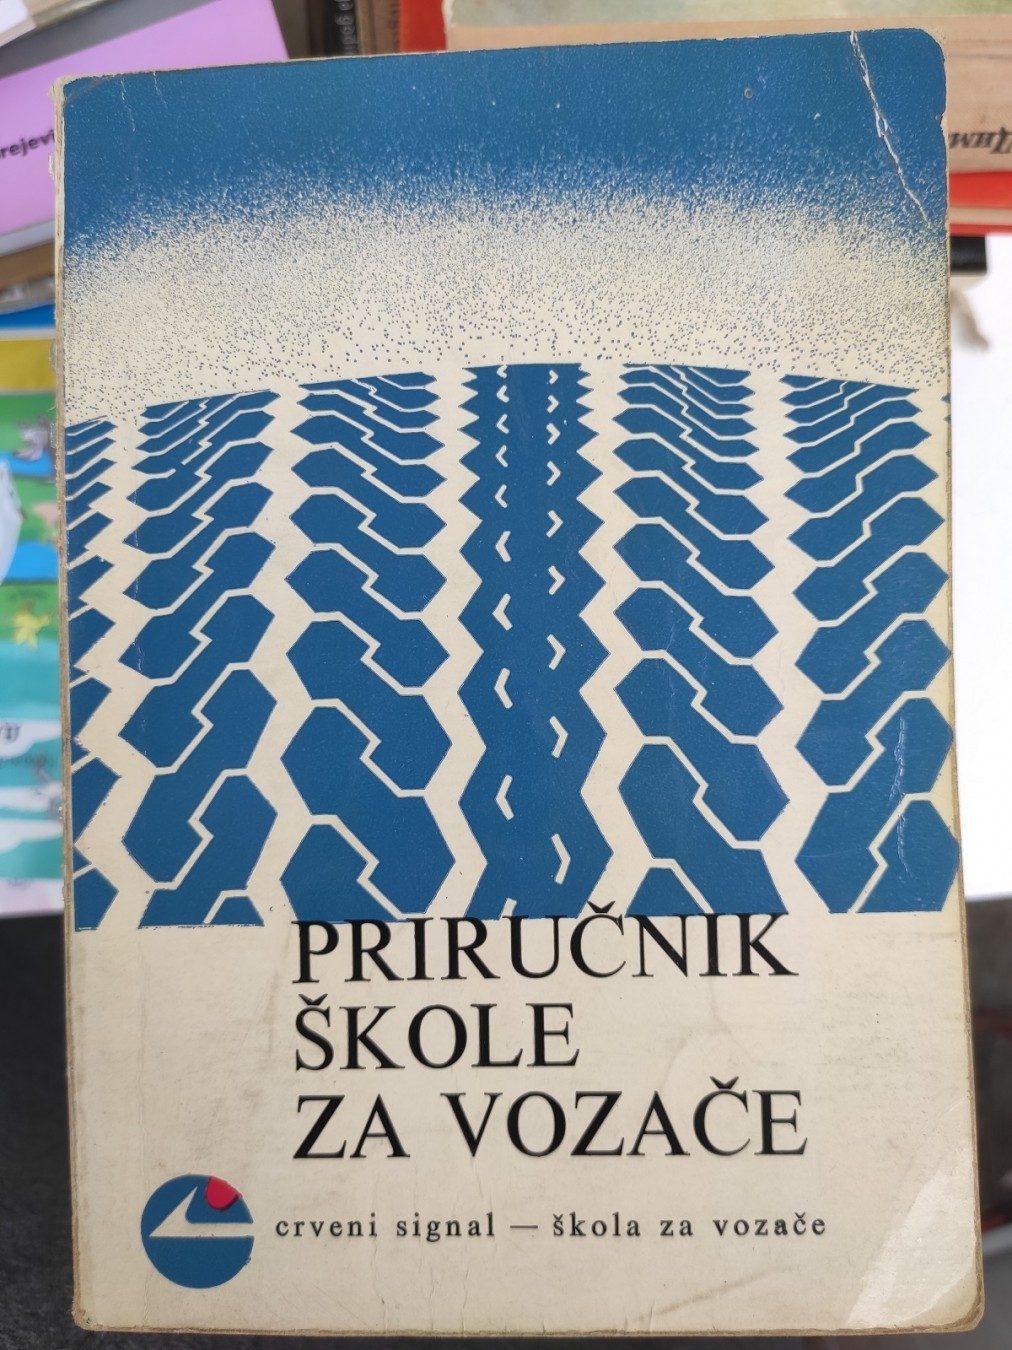 PRIRUČNIK
ŠKOLE
ZA VOZAČE
crveni signal — škola za vozače